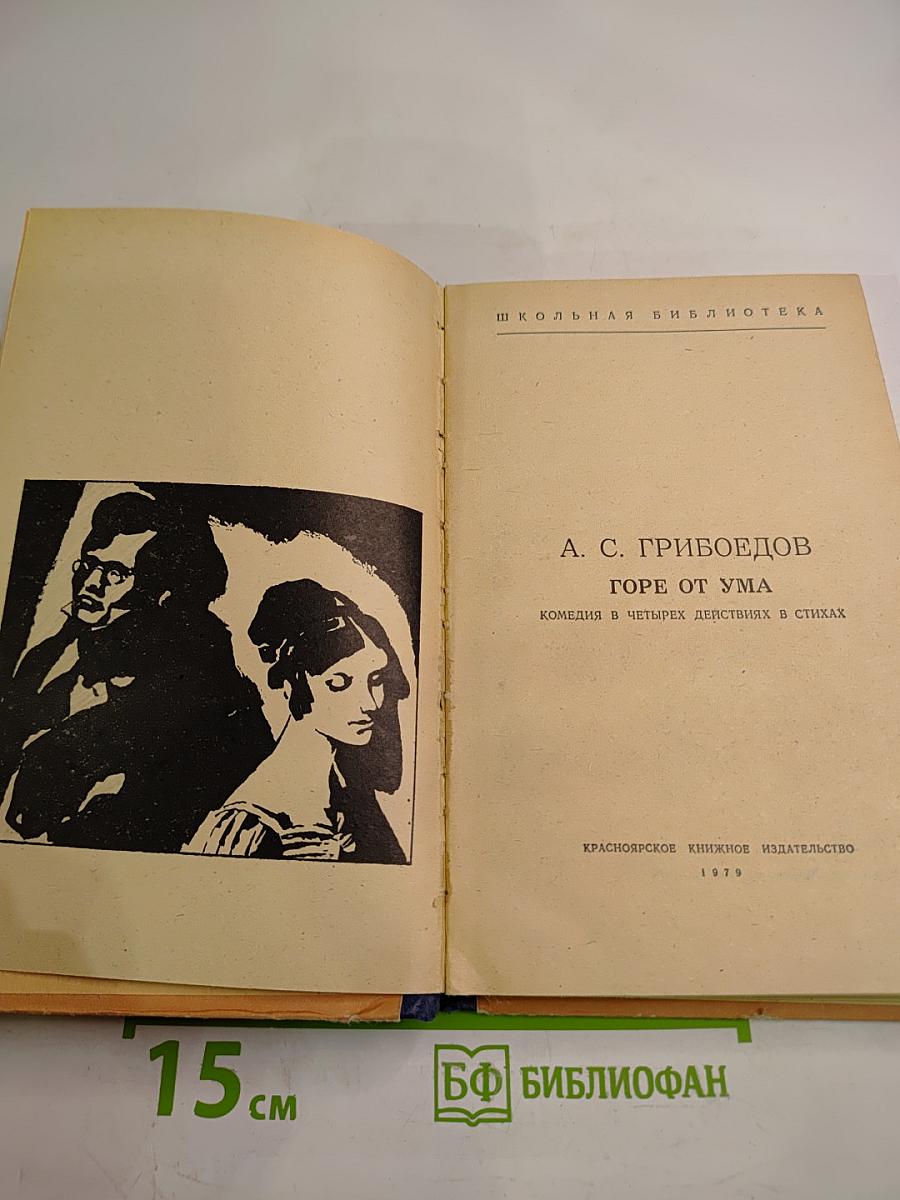 ШКОЛЬНАЯ БИБЛИОТЕКА
А. С. ГРИБОЕДОВ
ГОРЕ ОТ УМА
КОМЕДИЯ В ЧЕТЫРЕХ ДЕЙСТВИЯХ В СТИХАХ
КРАСНОЯРСКОЕ КНИЖНОЕ ИЗДАТЕЛЬСТВО
1979
15 см
БФ БИБЛИОФАН